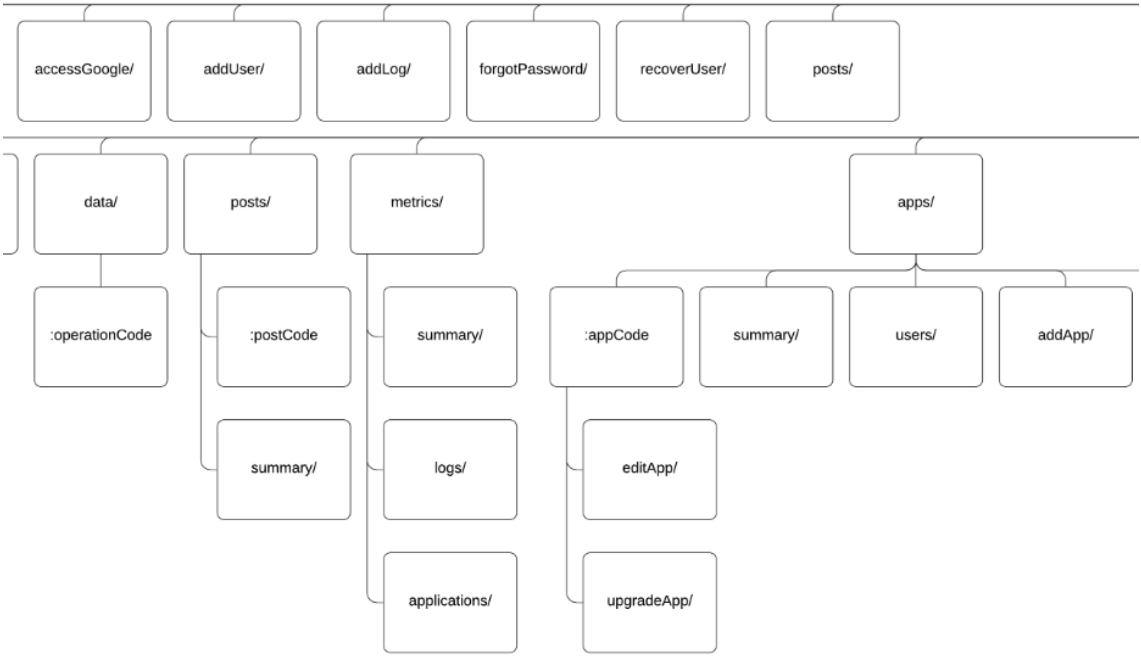 accessGoogle/
addUser/
addLog/
forgotPassword/
recoverUser/
posts/
data/
posts/
metrics/
apps/
:operationCode
:postCode
summary/
:appCode
summary/
users/
addApp/
summary/
logs/
editApp/
applications/
upgradeApp/